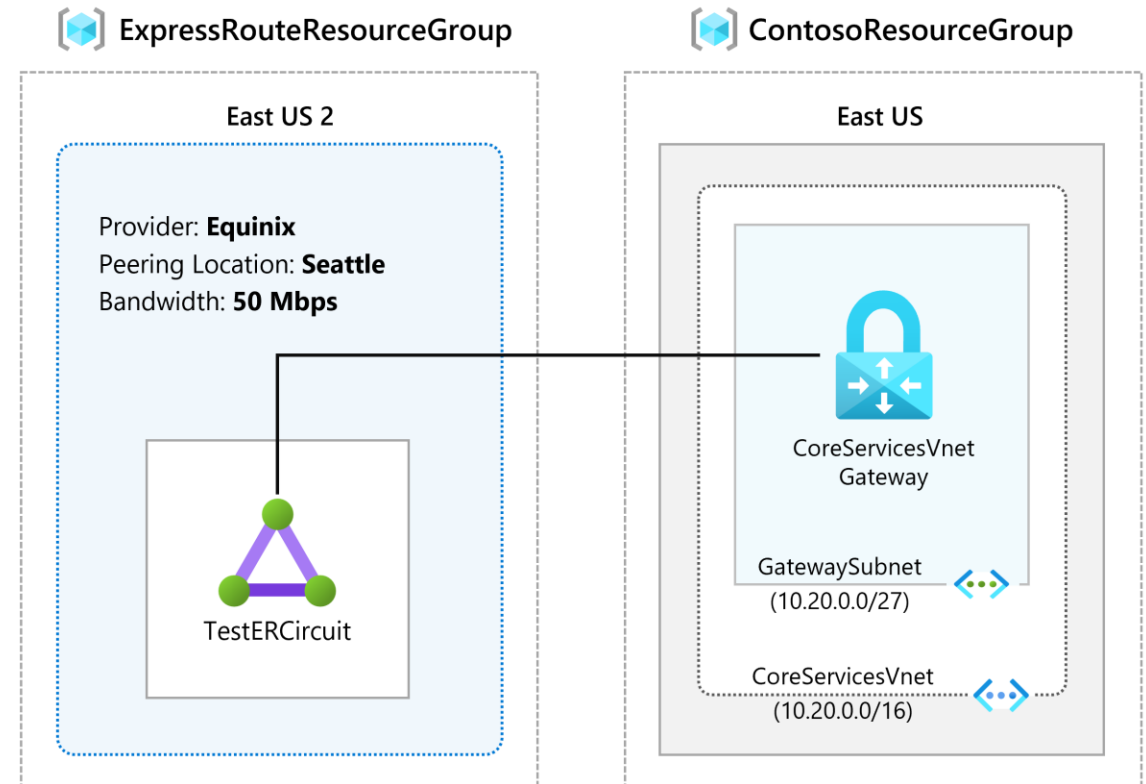 ExpressRouteResourceGroup
East US 2
Provider: Equinix
Peering Location: Seattle
Bandwidth: 50 Mbps
TestERCircuit
ContosoResourceGroup
East US
CoreServicesVnet
Gateway
GatewaySubnet
(10.20.0.0/27)
CoreServicesVnet
(10.20.0.0/16)